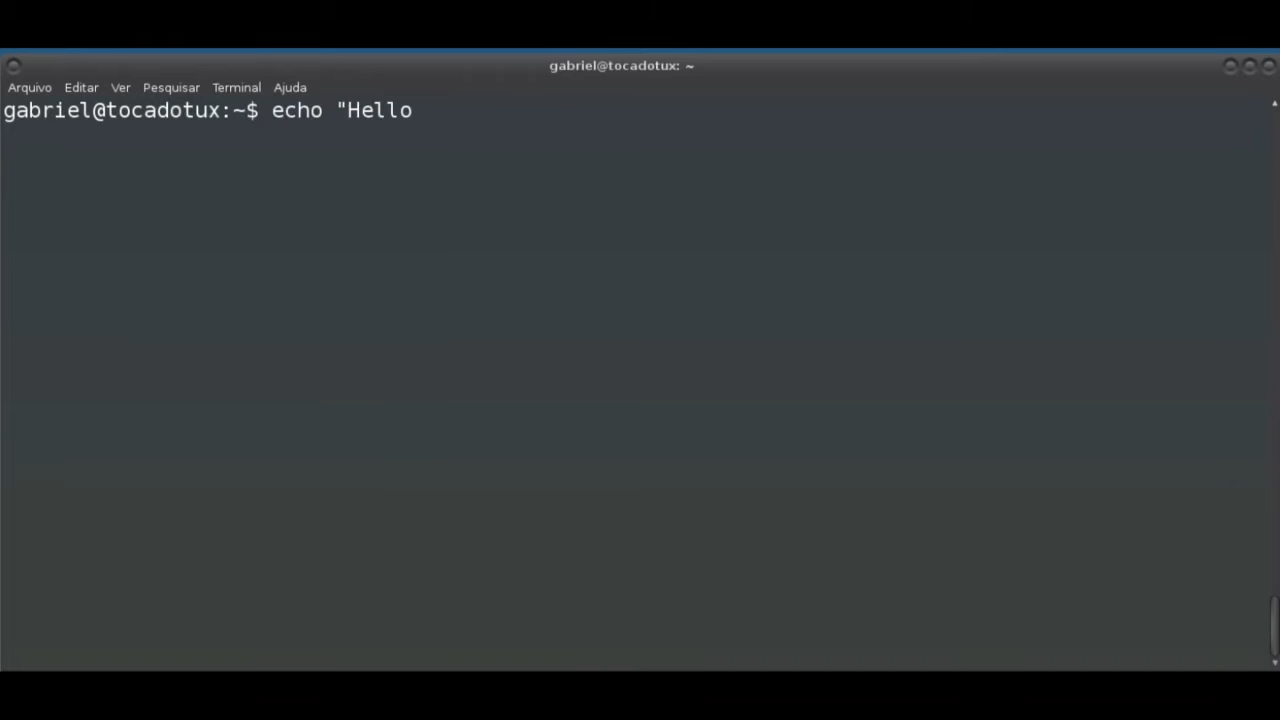 gabriel@tocadotux: ~
Arquivo Editar Ver Pesquisar Terminal Ajuda
gabriel@tocadotux:~$ echo "Hello